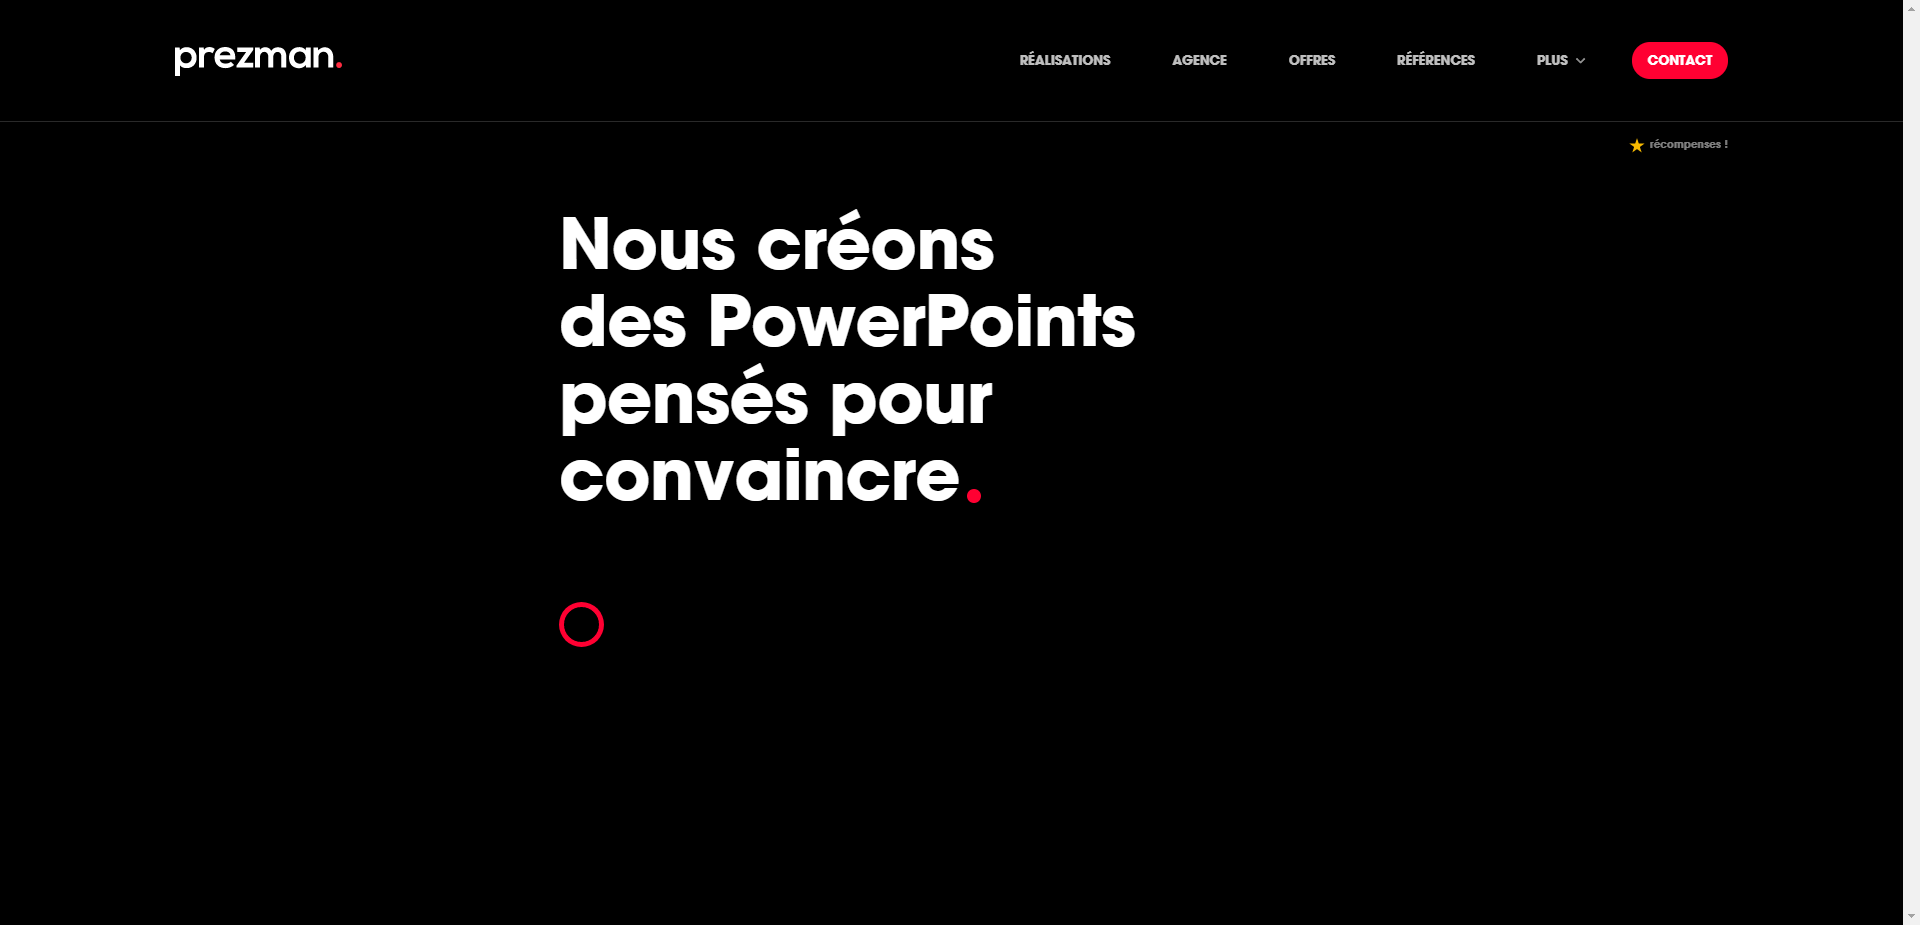 prezman.
RÉALISATIONS
AGENCE
OFFRES
RÉFÉRENCES
PLUS
CONTACT
récompenses !
Nous créons
des PowerPoints
pensés pour
convaincre.